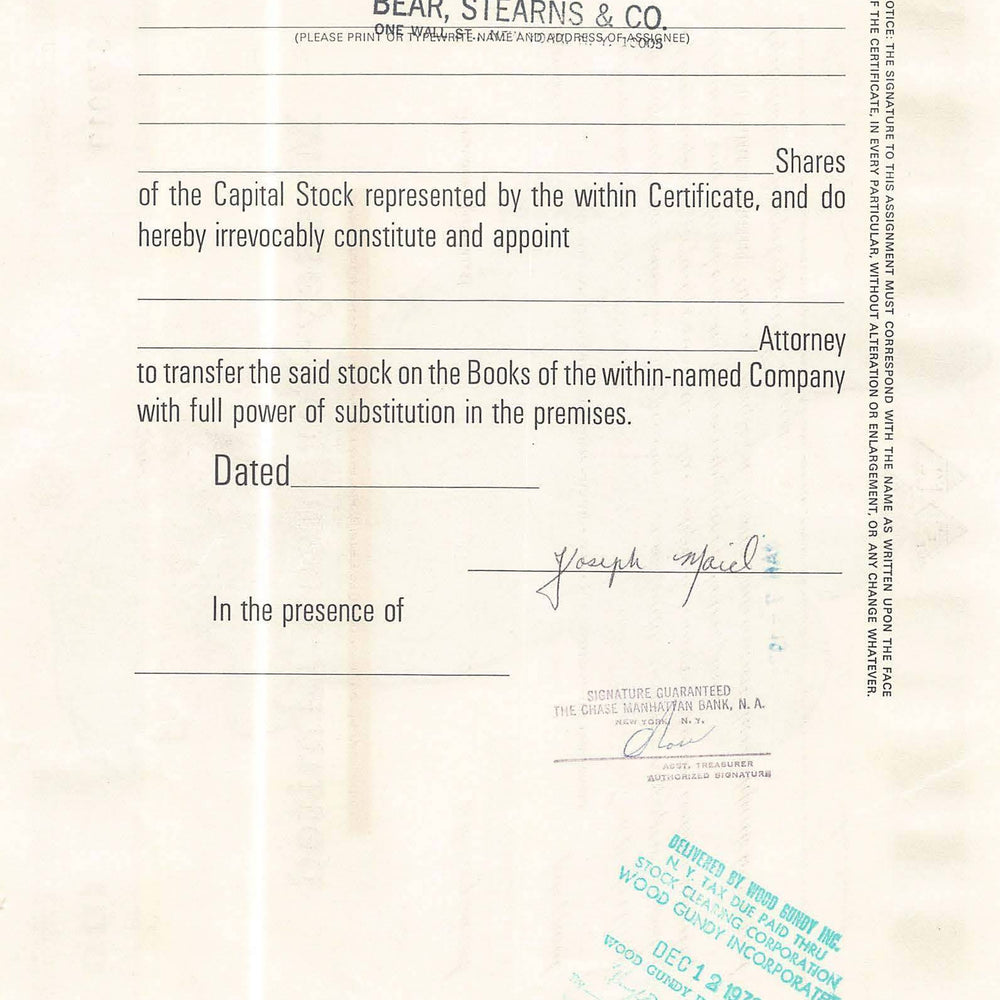 BEAR, STEARNS & CO.
ONE WALL ST.,
(PLEASE PRINT OR TYPEWRITE NAME AND ADDRESS OF ASSIGNEE)
Shares
of the Capital Stock represented by the within Certificate, and do
hereby irrevocably constitute and appoint
Attorney
to transfer the said stock on the Books of the within-named Company
with full power of substitution in the premises.
Dated
Joseph
In the presence of
SIGNATURE GUARANTEED
THE CHASE MANHATTAN BANK, N. A.
NEW YORK, N. Y.
ASST. TREASURER
AUTHORIZED SIGNATURE
DELIVERED BY WOOD GUNDY INC.
N. Y. TAX DUE PAID THRU
STOCK CLEARING CORPORATION
WOOD GUNDY INCORPORATED
DEC 12
WOOD GUNDY
OTICE: THE SIGNATURE TO THIS ASSIGNMENT MUST CORRESPOND WITH THE NAME AS WRITTEN UPON THE FACE
F THE CERTIFICATE, IN EVERY PARTICULAR, WITHOUT ALTERATION OR ENLARGEMENT, OR ANY CHANGE WHATEVER.